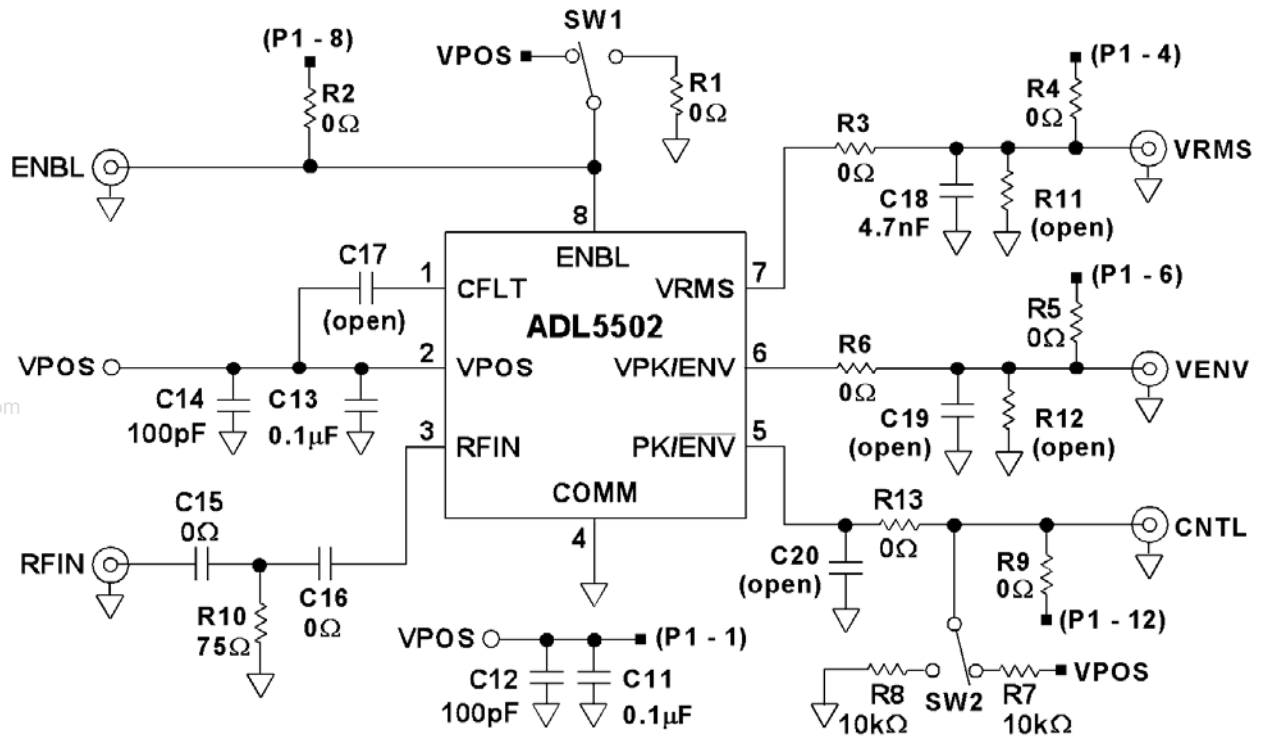 SW1
(P1 - 8)
VPOS
R2
0Ω
R1
0Ω
(P1 - 4)
R4
0Ω
R3
0Ω
ENBL
VRMS
C18
4.7nF
R11
(open)
8
ENBL
C17
(open)
1
CFLT
VRMS
7
ADL5502
(P1 - 6)
R5
0Ω
R6
0Ω
VPOS
2
VPOS
VPK/ENV
6
VENV
C14
100pF
C13
0.1μF
C19
(open)
R12
(open)
3
RFIN
PK/ENV
5
COMM
4
C15
0Ω
R13
0Ω
CNTL
RFIN
C16
0Ω
R10
75Ω
C20
(open)
R9
0Ω
(P1 - 12)
VPOS
(P1 - 1)
C12
100pF
C11
0.1μF
R8
10kΩ
SW2
R7
10kΩ
VPOS
om